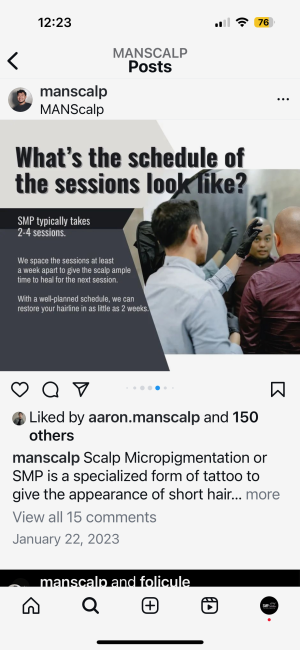 12:23
76
MANSCALP
Posts
manscalp
MANScalp
What's the schedule of
the sessions look like?
SMP typically takes
2-4 sessions.
We space the sessions at least
a week apart to give the scalp ample
time to heal for the next session.
With a well-planned schedule, we can
restore your hairline in as little as 2 weeks.
Liked by aaron.manscalp and 150
others
manscalp Scalp Micropigmentation or
SMP is a specialized form of tattoo to
give the appearance of short hair... more
View all 15 comments
January 22, 2023
manscalp and folicule